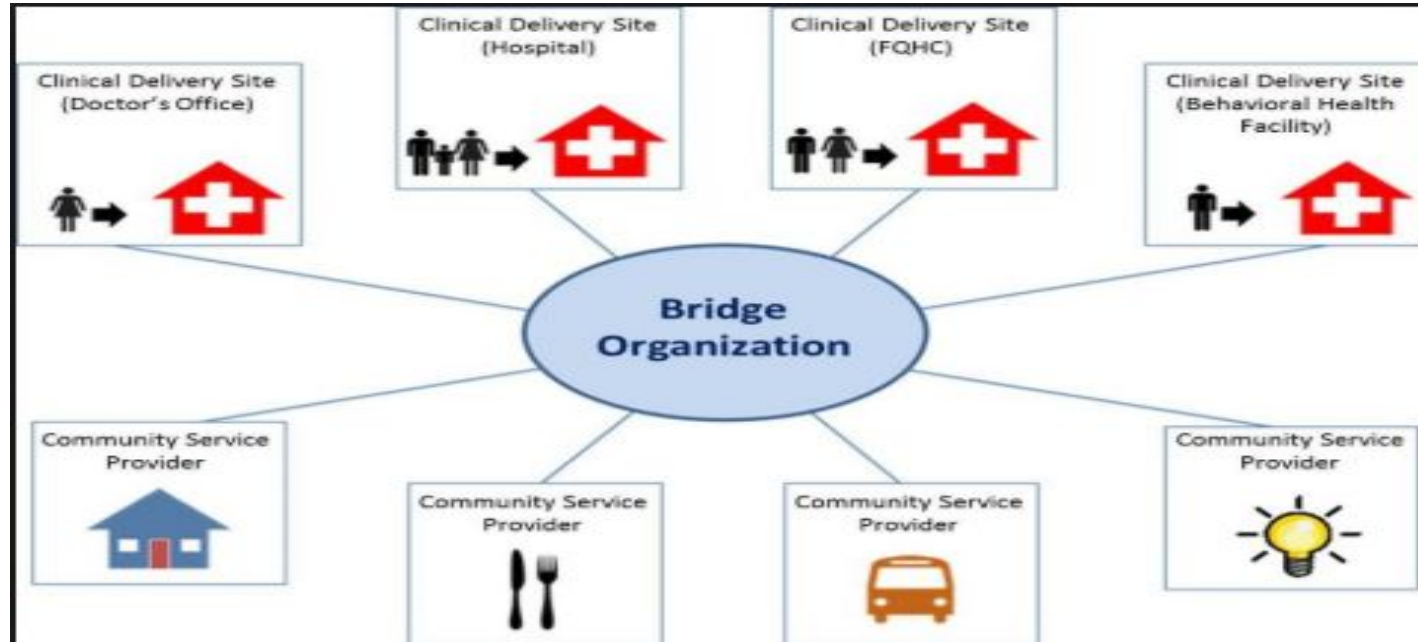 Clinical Delivery Site
(Doctor's Office)
Clinical Delivery Site
(Hospital)
Clinical Delivery Site
(FQHC)
Clinical Delivery Site
(Behavioral Health
Facility)
Bridge
Organization
Community Service
Provider
Community Service
Provider
Community Service
Provider
Community Service
Provider